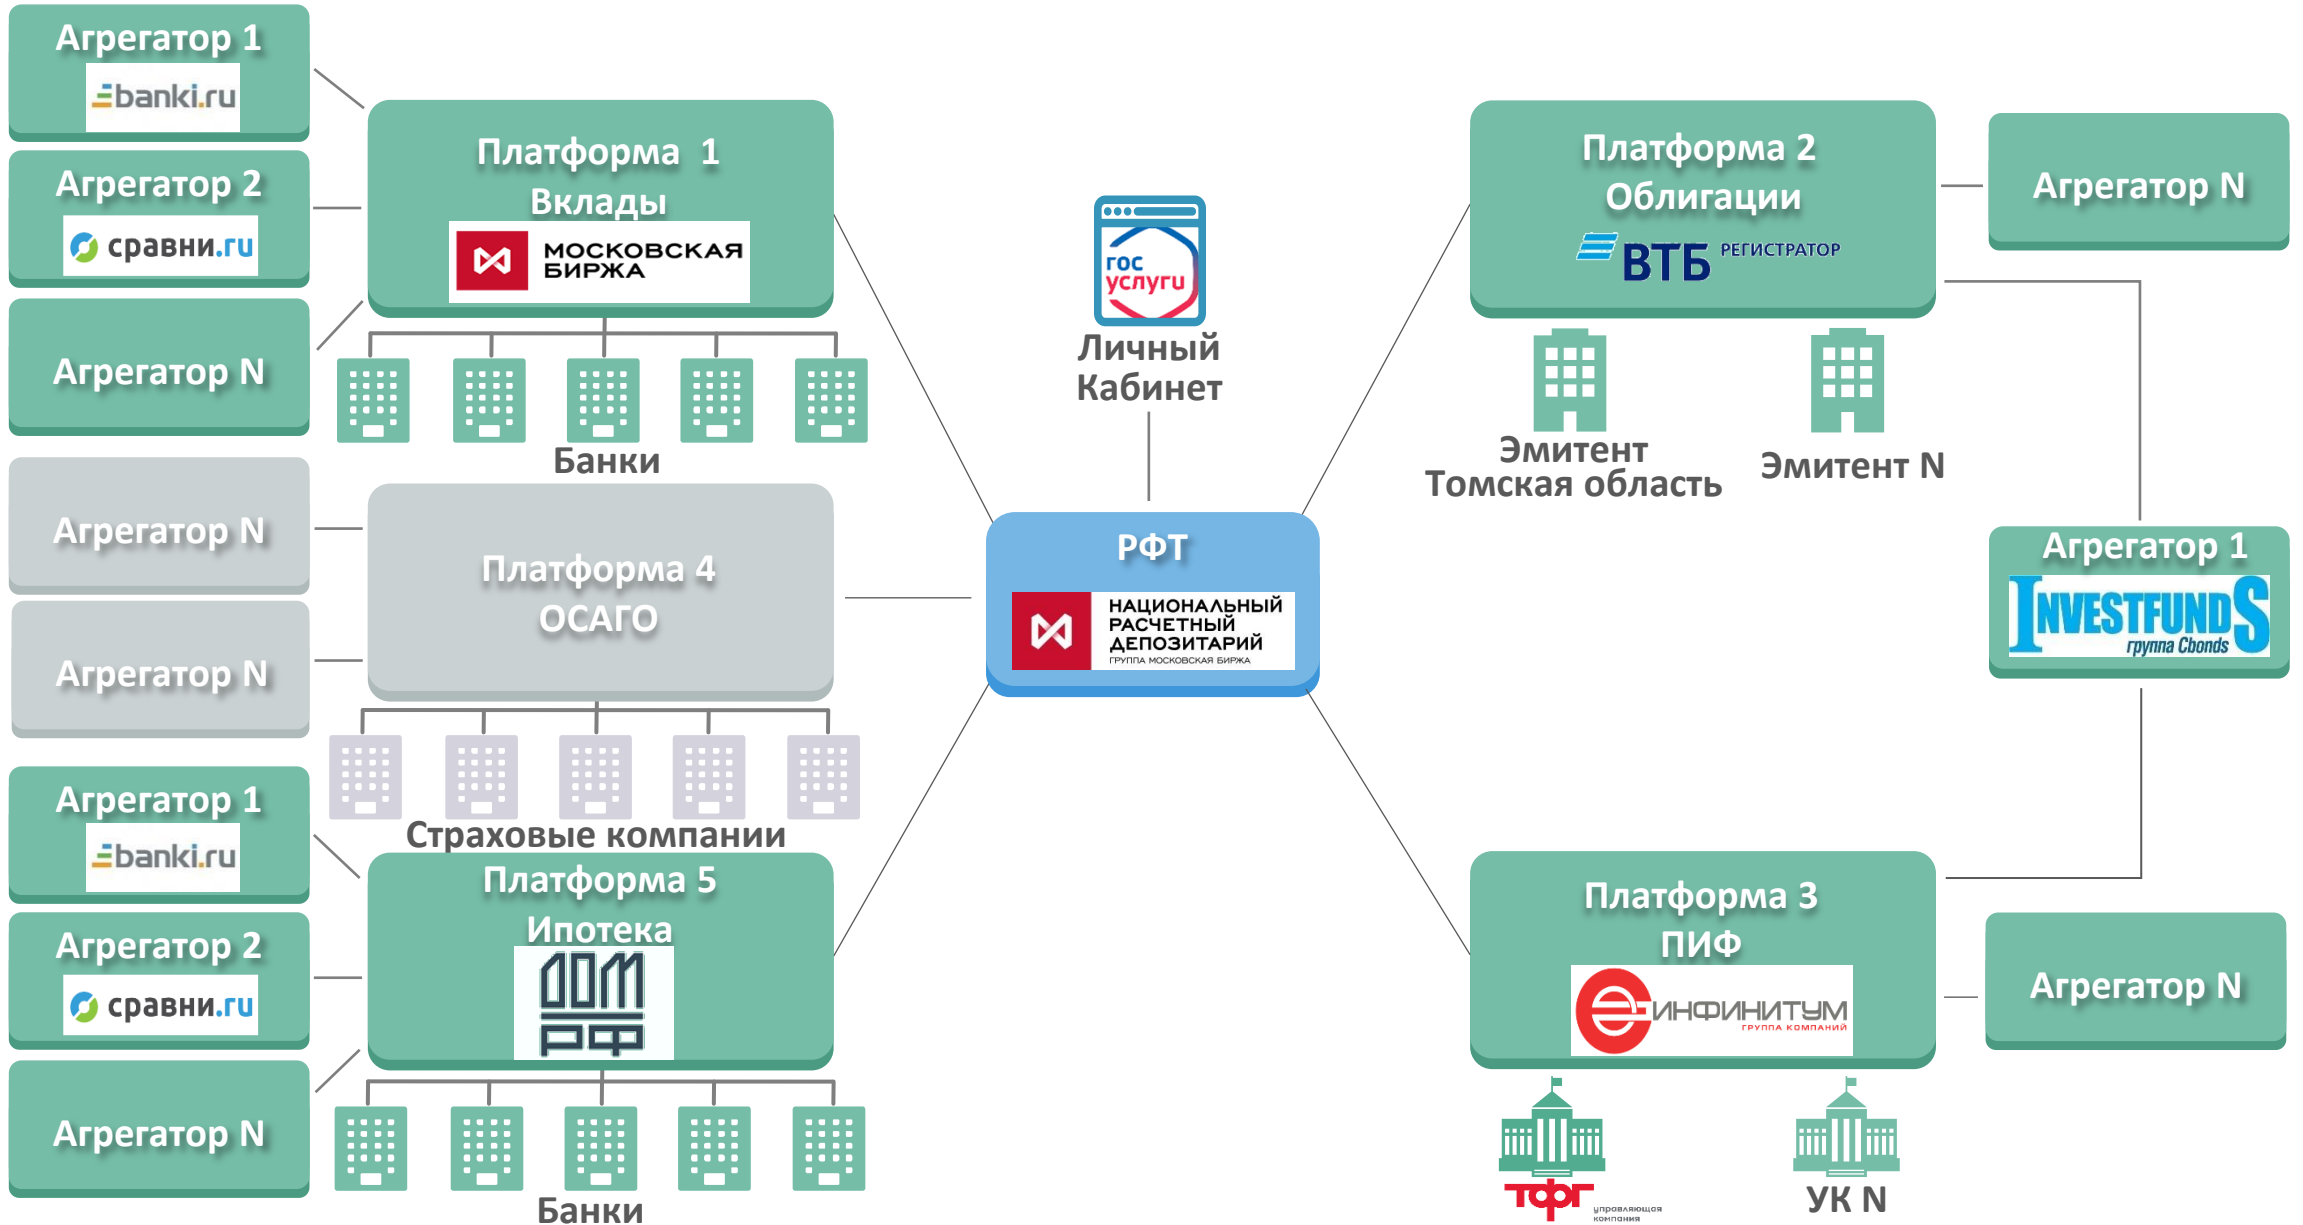 Агрегатор 1
banki.ru
Агрегатор 2
сравни.ru
Агрегатор N
Платформа 1
Вклады
МОСКОВСКАЯ
БИРЖА
Банки
Агрегатор N
Агрегатор N
Платформа 4
ОСАГО
Страховые компании
Агрегатор 1
banki.ru
Агрегатор 2
сравни.ru
Агрегатор N
Платформа 5
Ипотека
ДОМ
РФ
Банки
гос
услуги
Личный
Кабинет
РФТ
НАЦИОНАЛЬНЫЙ
РАСЧЕТНЫЙ
ДЕПОЗИТАРИЙ
ГРУППА МОСКОВСКАЯ БИРЖА
Платформа 2
Облигации
ВТБ РЕГИСТРАТОР
Агрегатор N
Эмитент
Томская область
Эмитент N
Агрегатор 1
INVESTFUNDS
группа Cbonds
Платформа 3
ПИФ
ИНФИНИТУМ
ГРУППА КОМПАНИЙ
Агрегатор N
ТФГ
управляющая
компания
УК N